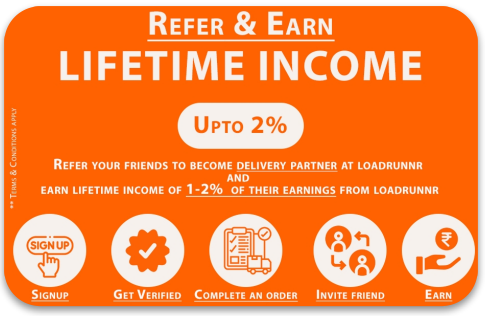 Refer & Earn
LIFETIME INCOME
Upto 2%
Refer your friends to become delivery partner at loadrunnr
and
earn lifetime income of 1-2% of their earnings from loadrunnr
** Terms & Conditions apply
SIGN UP
₹
Signup
Get Verified
Complete an order
Invite friend
Earn